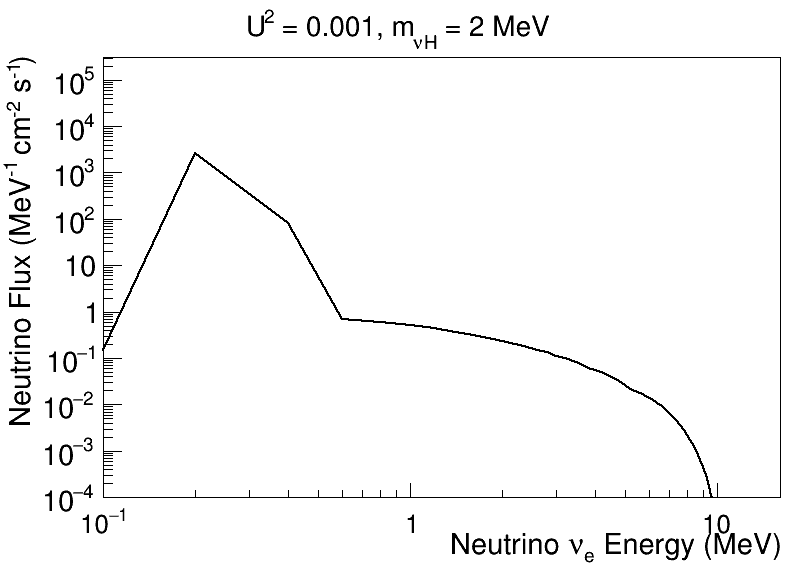 U² = 0.001, m_νH = 2 MeV
Neutrino Flux (MeV⁻¹ cm⁻² s⁻¹)
10⁵
10⁴
10³
10²
10
1
10⁻¹
10⁻²
10⁻³
10⁻⁴
10⁻¹ 1 10
Neutrino νₑ Energy (MeV)